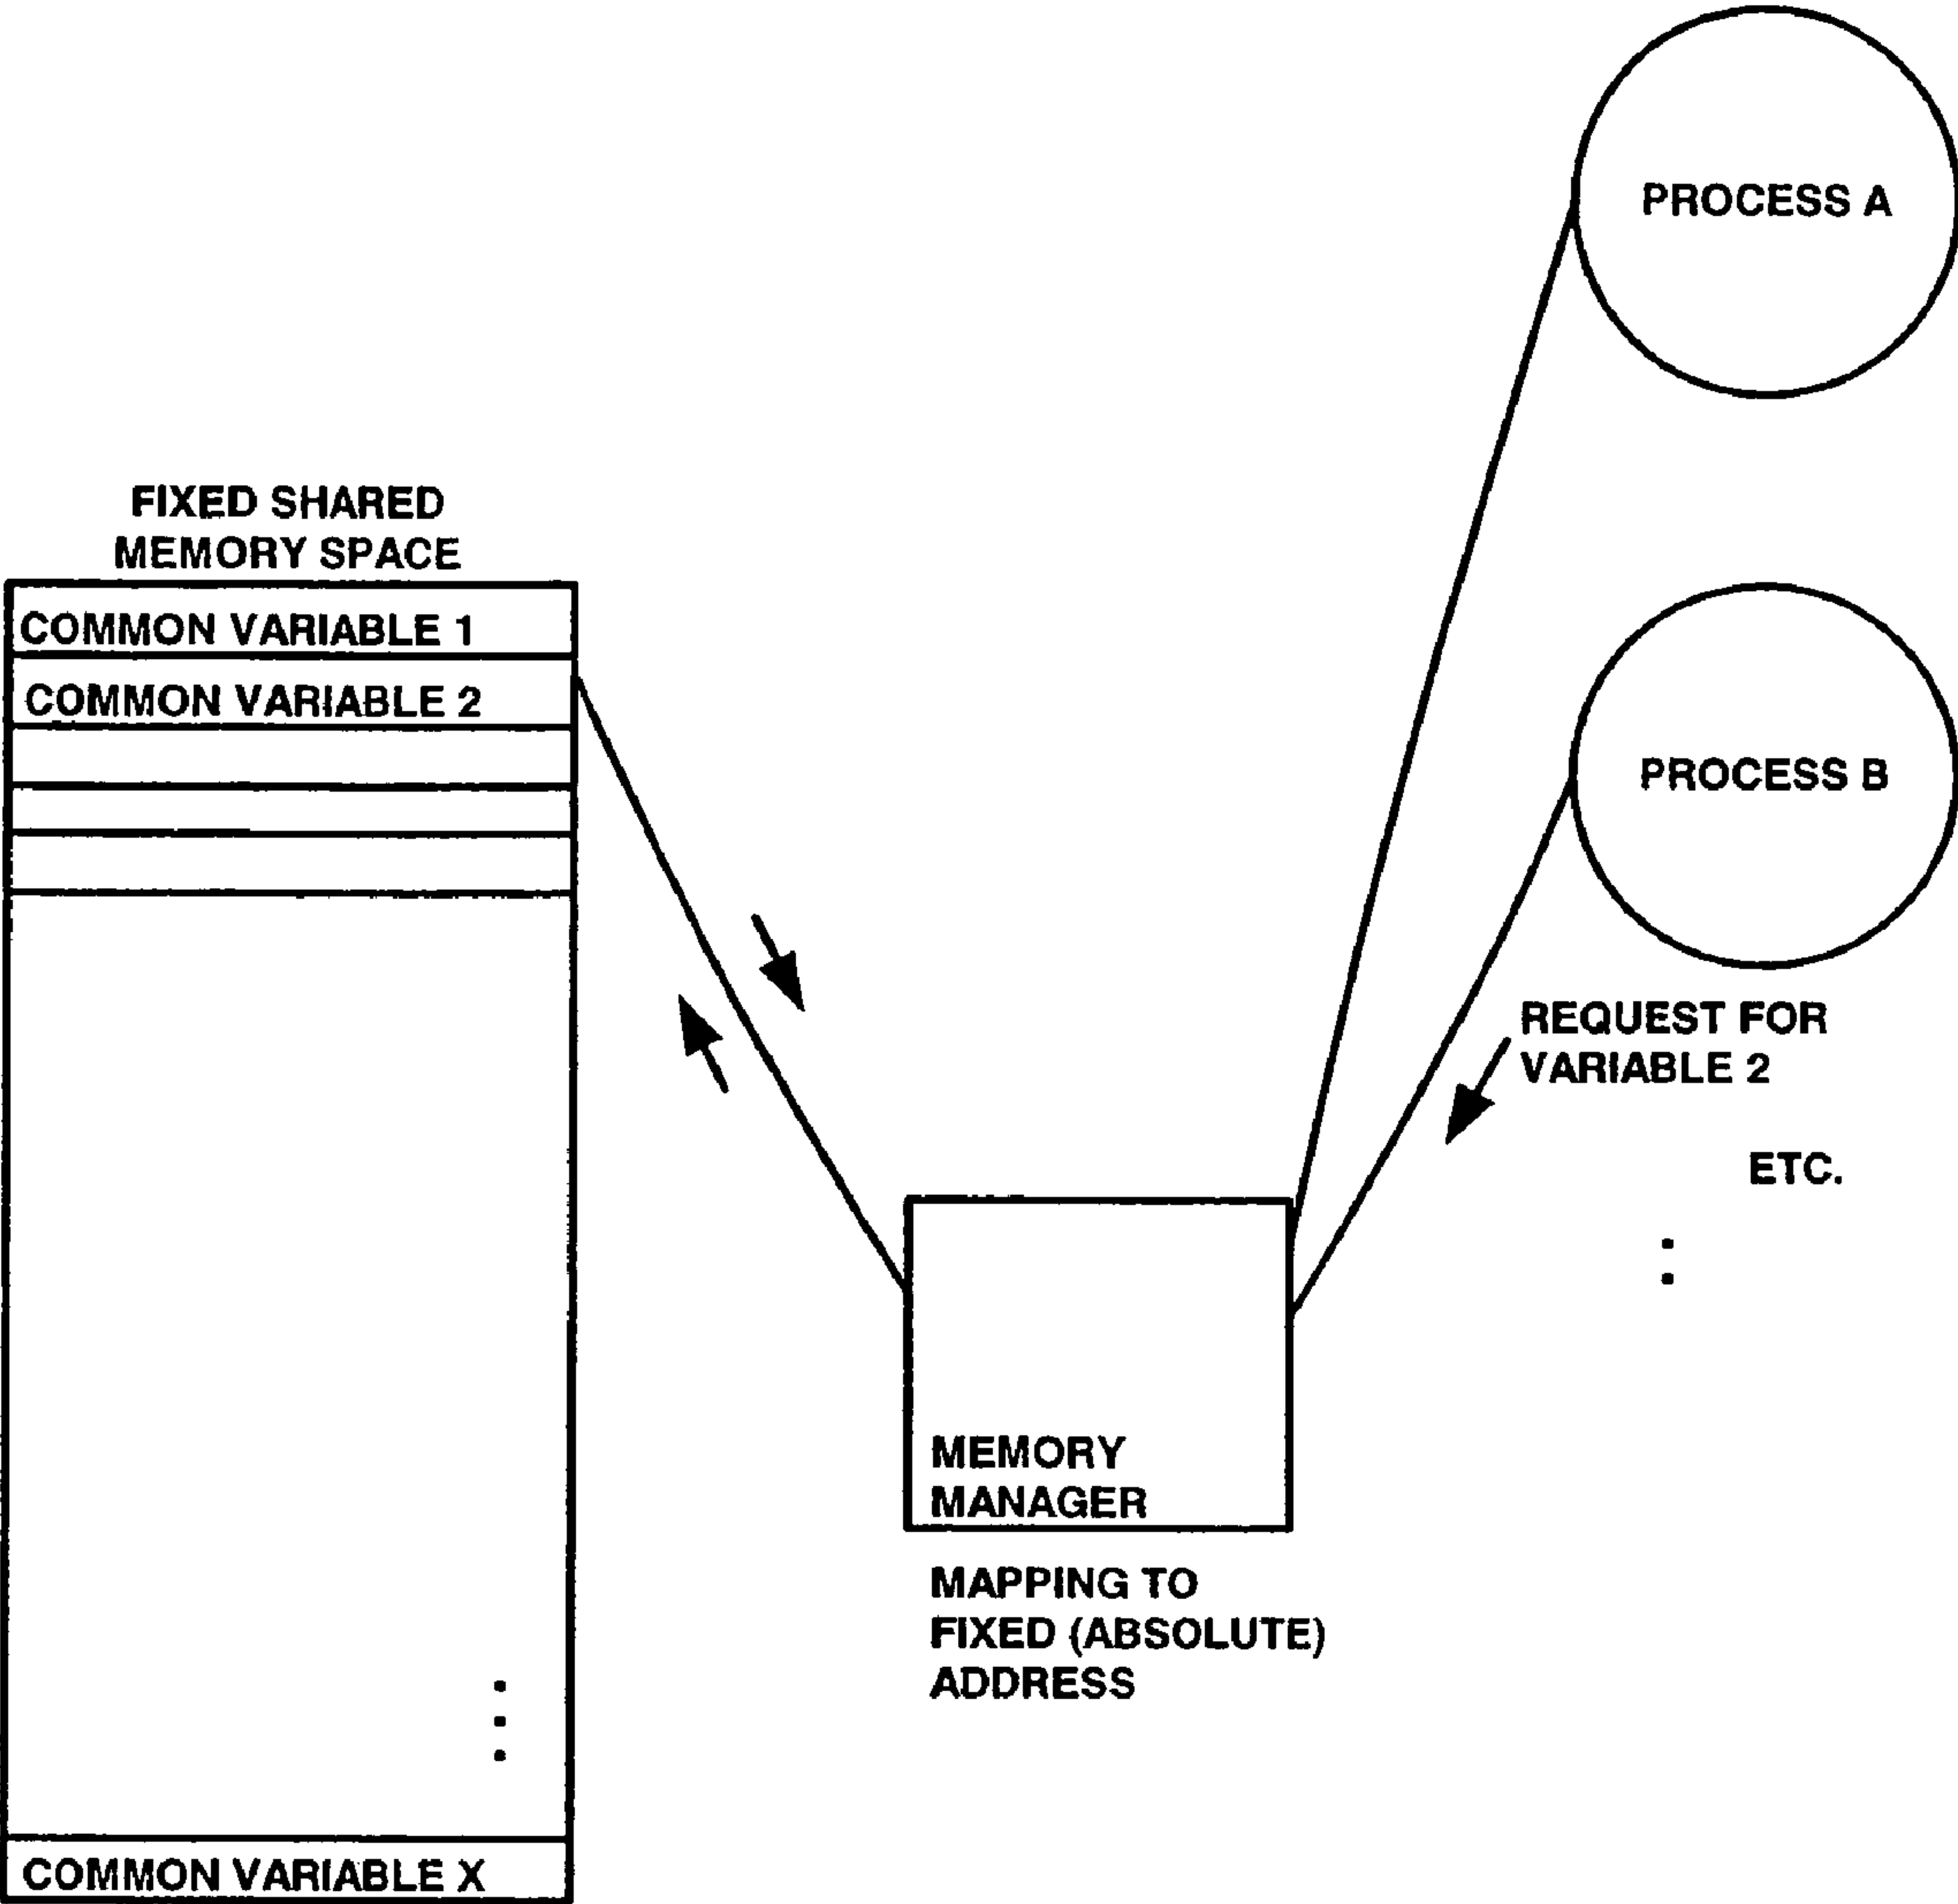 PROCESS A
FIXED SHARED
MEMORY SPACE
COMMON VARIABLE 1
COMMON VARIABLE 2
PROCESS B
REQUEST FOR
VARIABLE 2
ETC.
MEMORY
MANAGER
MAPPING TO
FIXED (ABSOLUTE)
ADDRESS
COMMON VARIABLE X